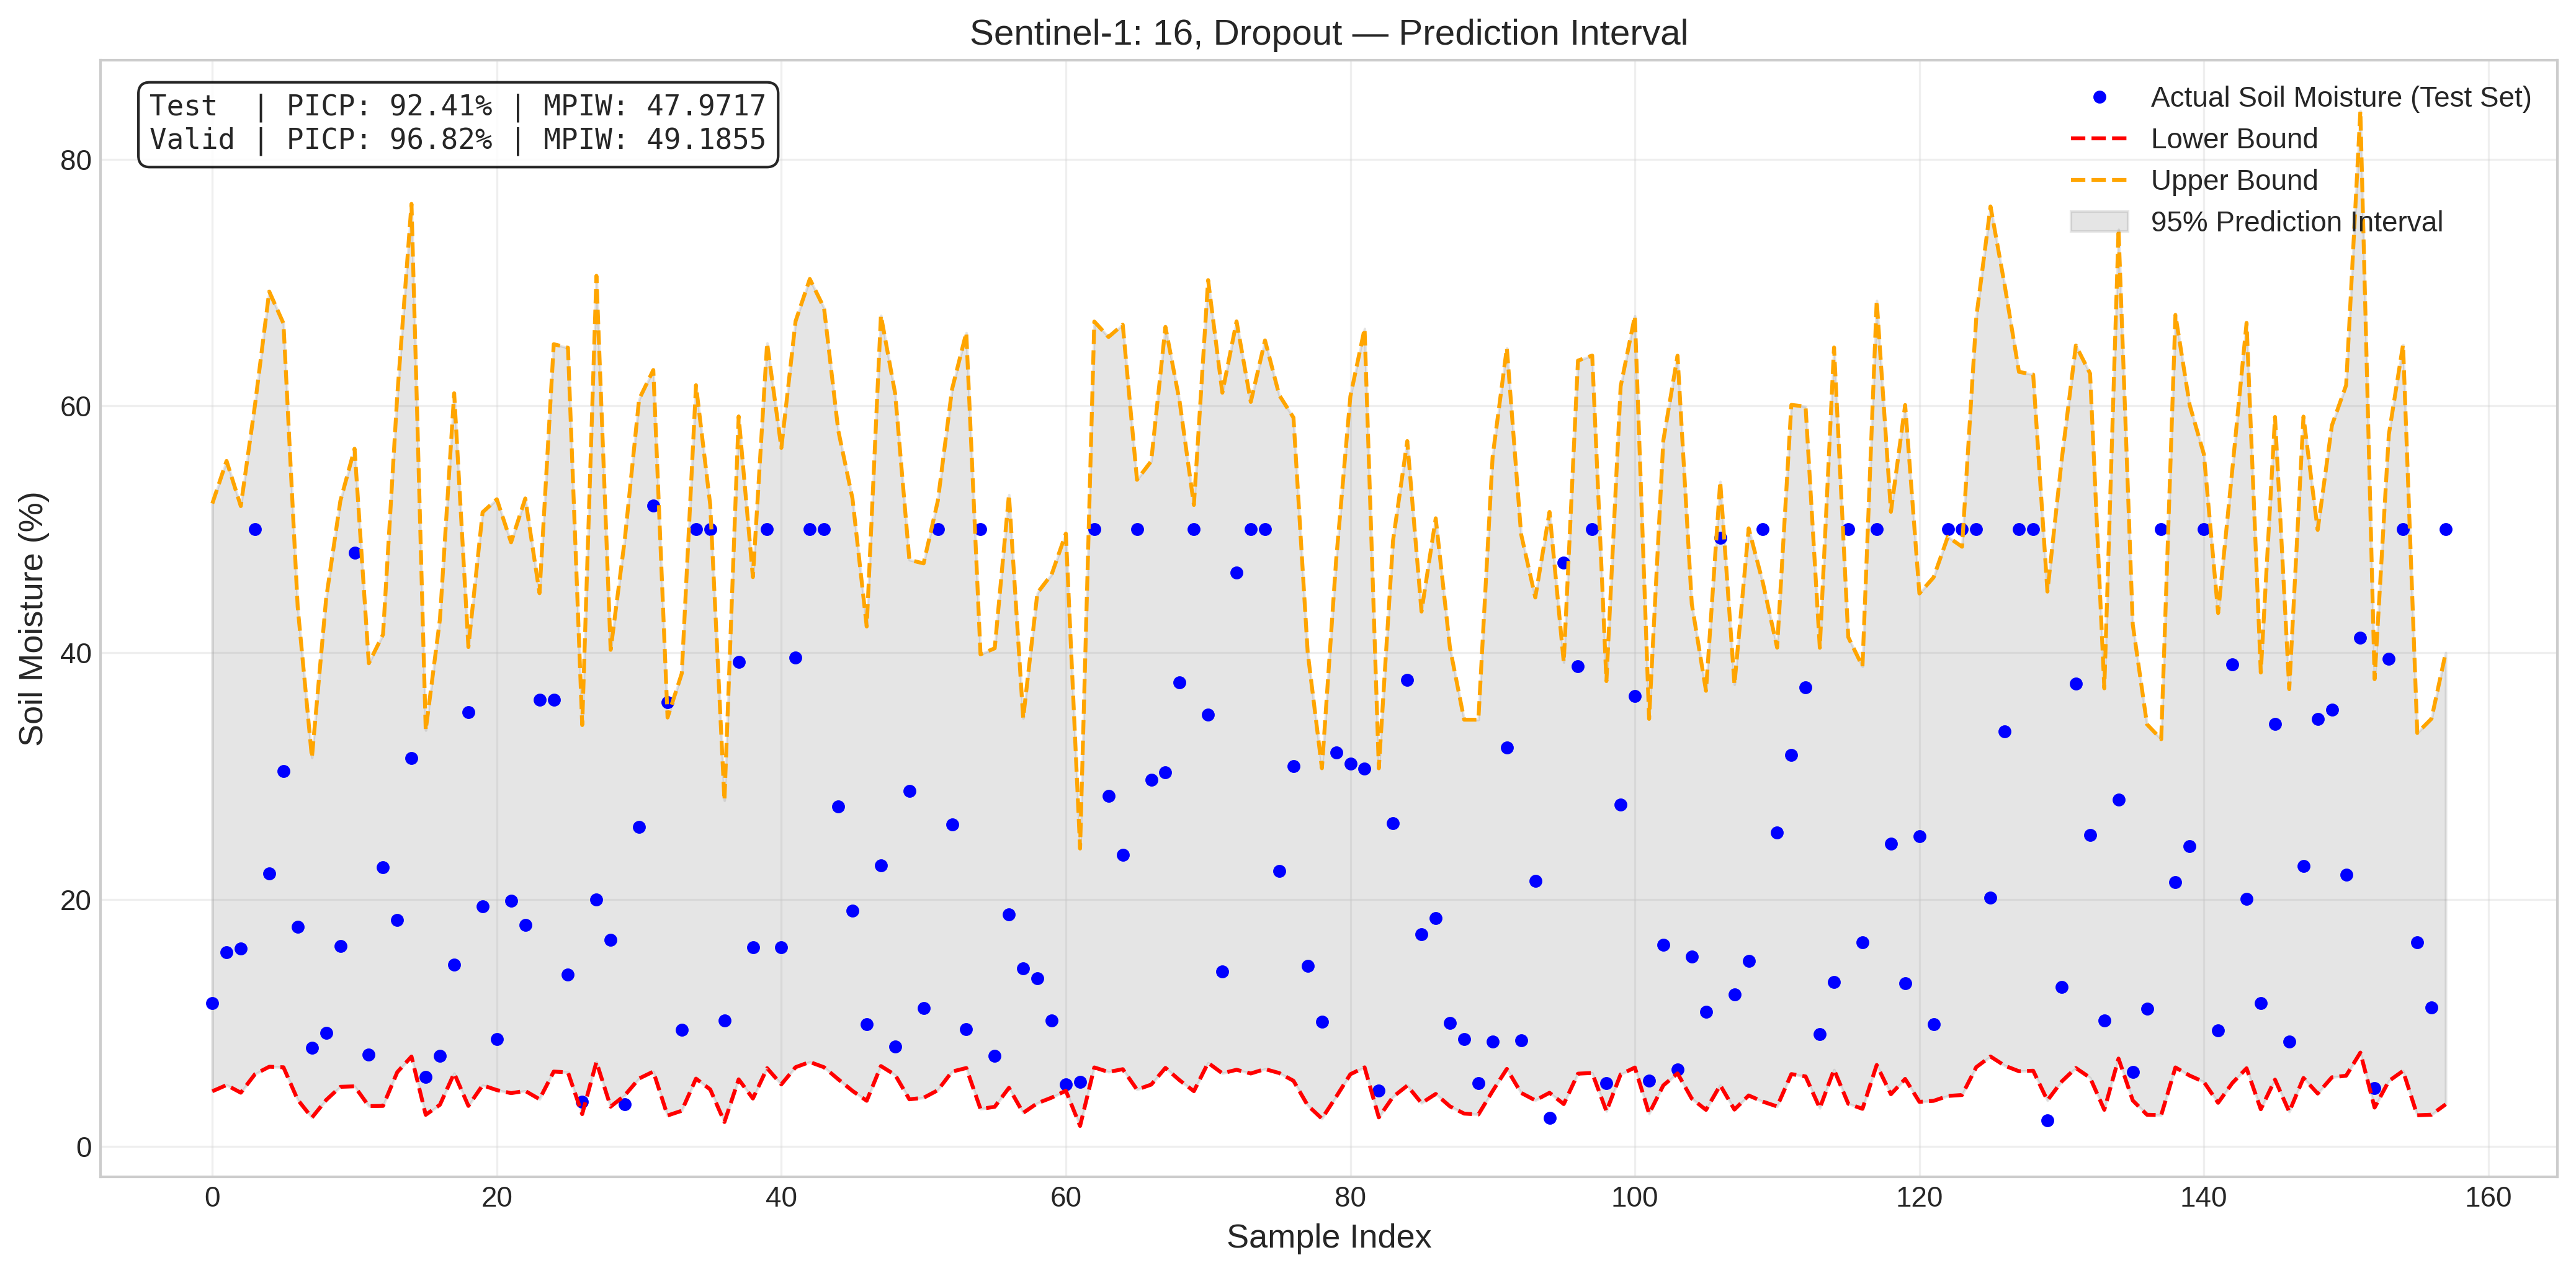 Sentinel-1: 16, Dropout — Prediction Interval
Test | PICP: 92.41% | MPIW: 47.9717
Valid | PICP: 96.82% | MPIW: 49.1855
Actual Soil Moisture (Test Set)
Lower Bound
Upper Bound
95% Prediction Interval
Soil Moisture (%)
80
60
40
20
0
0 20 40 60 80 100 120 140 160
Sample Index